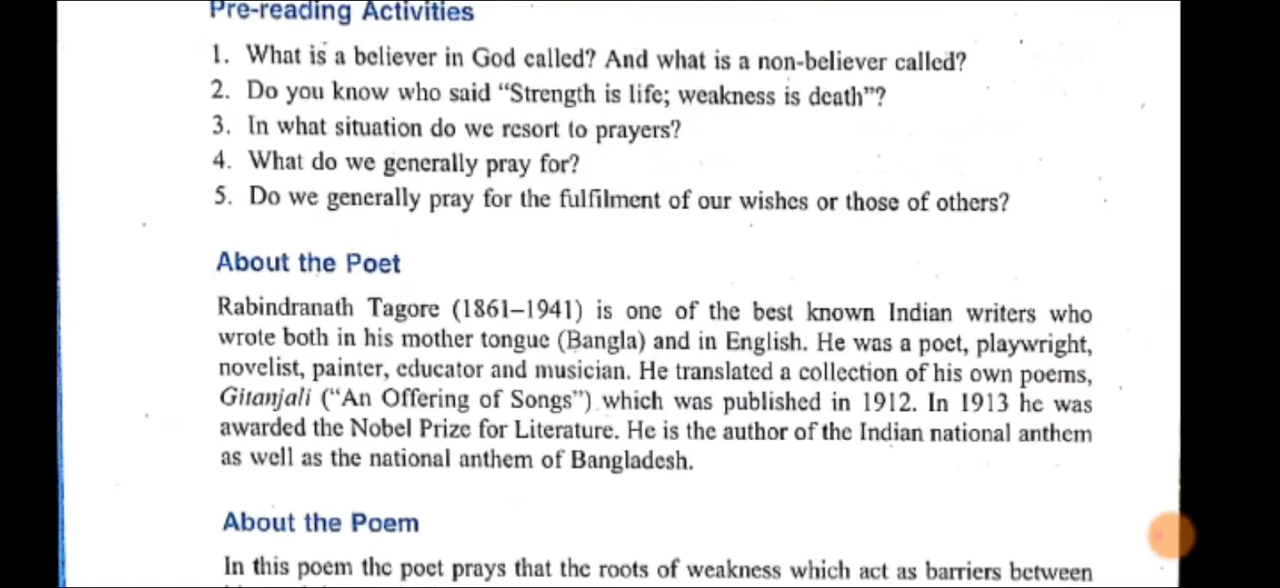 Pre-reading Activities
1. What is a believer in God called? And what is a non-believer called?
2. Do you know who said “Strength is life; weakness is death”?
3. In what situation do we resort to prayers?
4. What do we generally pray for?
5. Do we generally pray for the fulfilment of our wishes or those of others?
About the Poet
Rabindranath Tagore (1861–1941) is one of the best known Indian writers who
wrote both in his mother tongue (Bangla) and in English. He was a poet, playwright,
novelist, painter, educator and musician. He translated a collection of his own poems,
Gitanjali (“An Offering of Songs”) which was published in 1912. In 1913 he was
awarded the Nobel Prize for Literature. He is the author of the Indian national anthem
as well as the national anthem of Bangladesh.
About the Poem
In this poem the poet prays that the roots of weakness which act as barriers between